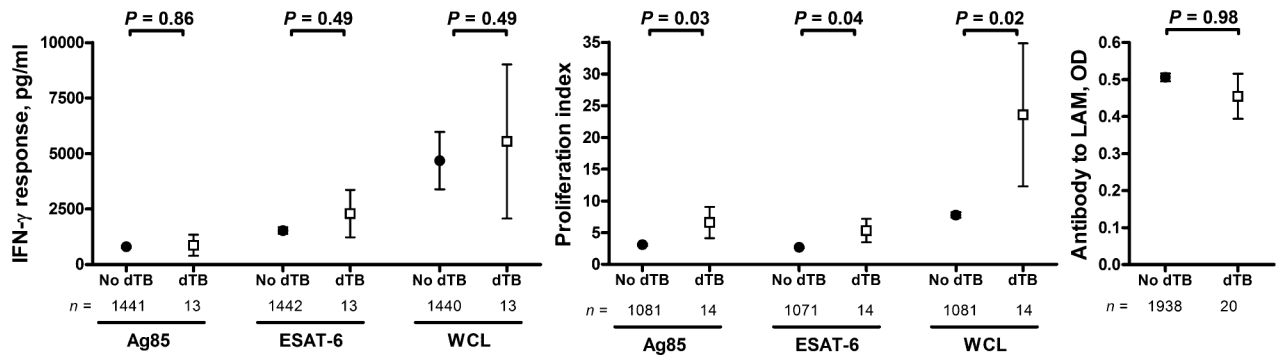 P = 0.86 P = 0.49 P = 0.49
IFN-γ response, pg/ml
10000
7500
5000
2500
0
No dTB dTB No dTB dTB No dTB dTB
n = 1441 13 1442 13 1440 13
Ag85 ESAT-6 WCL
P = 0.03 P = 0.04 P = 0.02
Proliferation index
35
30
25
20
15
10
5
0
No dTB dTB No dTB dTB No dTB dTB
n = 1081 14 1071 14 1081 14
Ag85 ESAT-6 WCL
P = 0.98
Antibody to LAM, OD
0.6
0.5
0.4
0.3
0.2
0.1
0.0
No dTB dTB
n = 1938 20